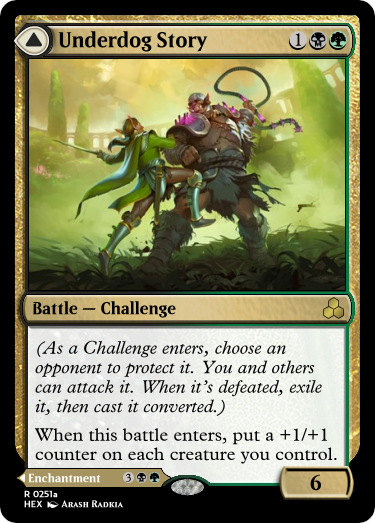 Underdog Story 1
Battle — Challenge
(As a Challenge enters, choose an
opponent to protect it. You and others
can attack it. When it's defeated, exile
it, then cast it converted.)
When this battle enters, put a +1/+1
counter on each creature you control.
Enchantment 3
6
R 0251a
HEX Arash Radkia